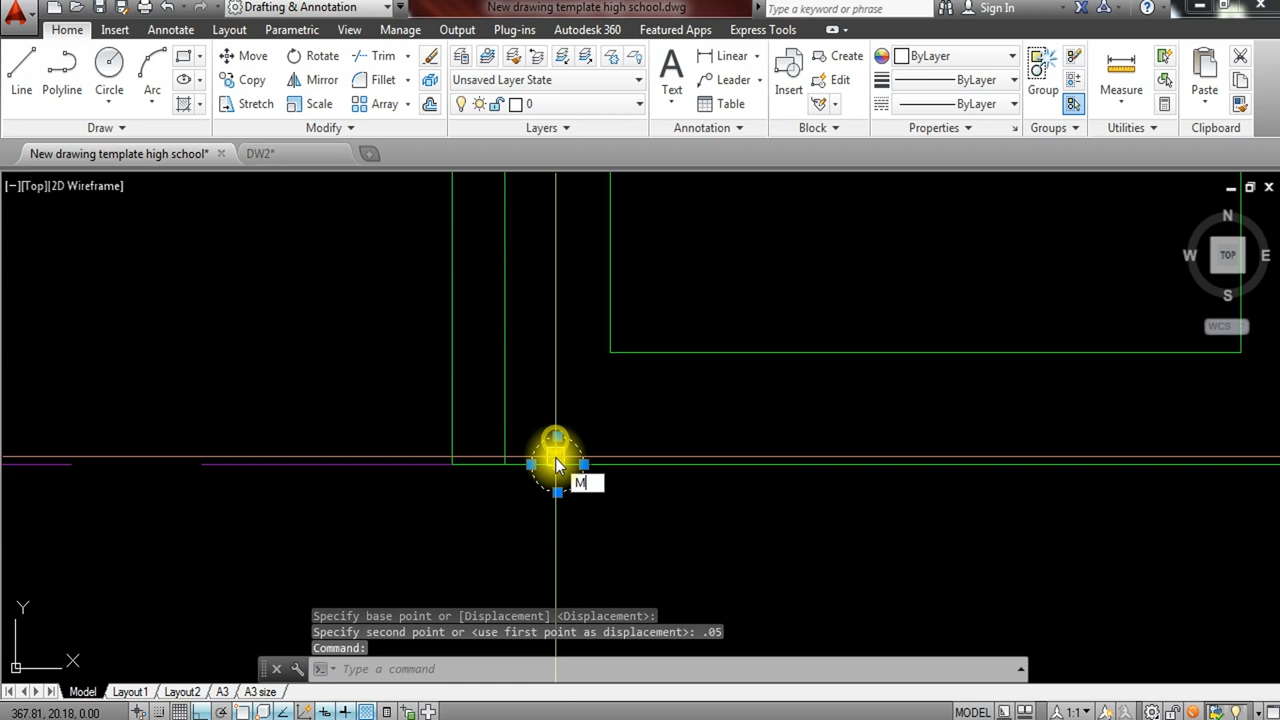 Drafting & Annotation
New drawing template high school.dwg
Type a keyword or phrase
Sign In
Home Insert Annotate Layout Parametric View Manage Output Plug-ins Autodesk 360 Featured Apps Express Tools
Line Polyline Circle Arc
Move Rotate Trim
Copy Mirror Fillet
Stretch Scale Array
Unsaved Layer State
0
Text
Linear
Leader
Table
Insert
Create
Edit
ByLayer
ByLayer
ByLayer
Group
Measure
Paste
Draw Modify Layers Annotation Block Properties Groups Utilities Clipboard
New drawing template high school* DW2*
[−][Top][2D Wireframe]
N
W TOP E
S
WCS
M
Y
X
Specify base point or [Displacement] <Displacement>:
Specify second point or <use first point as displacement>: .05
Command:
Type a command
Model Layout1 Layout2 A3 A3 size
367.81, 20.18, 0.00
MODEL
1:1